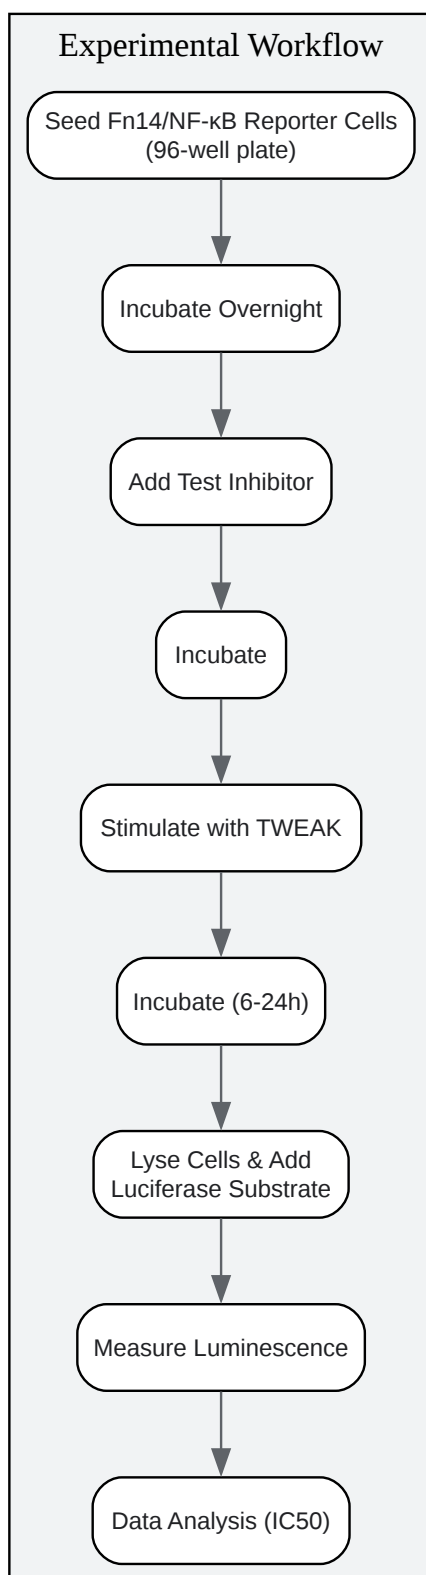 Experimental Workflow
Seed Fn14/NF-κB Reporter Cells
(96-well plate)
Incubate Overnight
Add Test Inhibitor
Incubate
Stimulate with TWEAK
Incubate (6-24h)
Lyse Cells & Add
Luciferase Substrate
Measure Luminescence
Data Analysis (IC50)